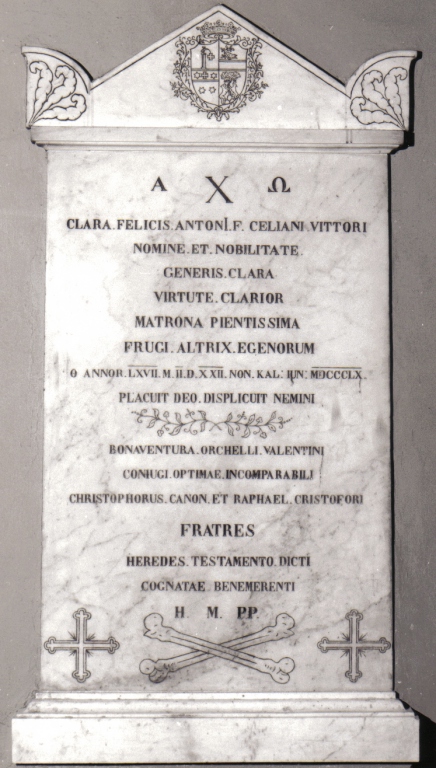 Α Χ Ω
CLARA.FELICIS.ANTONI.F. CELIANI VITTORI
NOMINE.ET.NOBILITATE.
GENERIS.CLARA
VIRTUTE.CLARIOR
MATRONA PIENTISSIMA
FRUGI.ALTRIX.EGENORUM
O ANNOR.LXVII.M II.D.XXII.NON.KAL: IUN: MDCCCLX.
PLACUIT DEO.DISPLICUIT NEMINI
BONAVENTURA.ORCHELLI.VALENTINI
CONIUGI.OPTIMAE.INCOMPARABILI
CHRISTOPHORUS.CANON.ET RAPHAEL.CRISTOFORI
FRATRES
HEREDES.TESTAMENTO.DICTI
COGNATAE BENEMERENTI
H. M. PP.